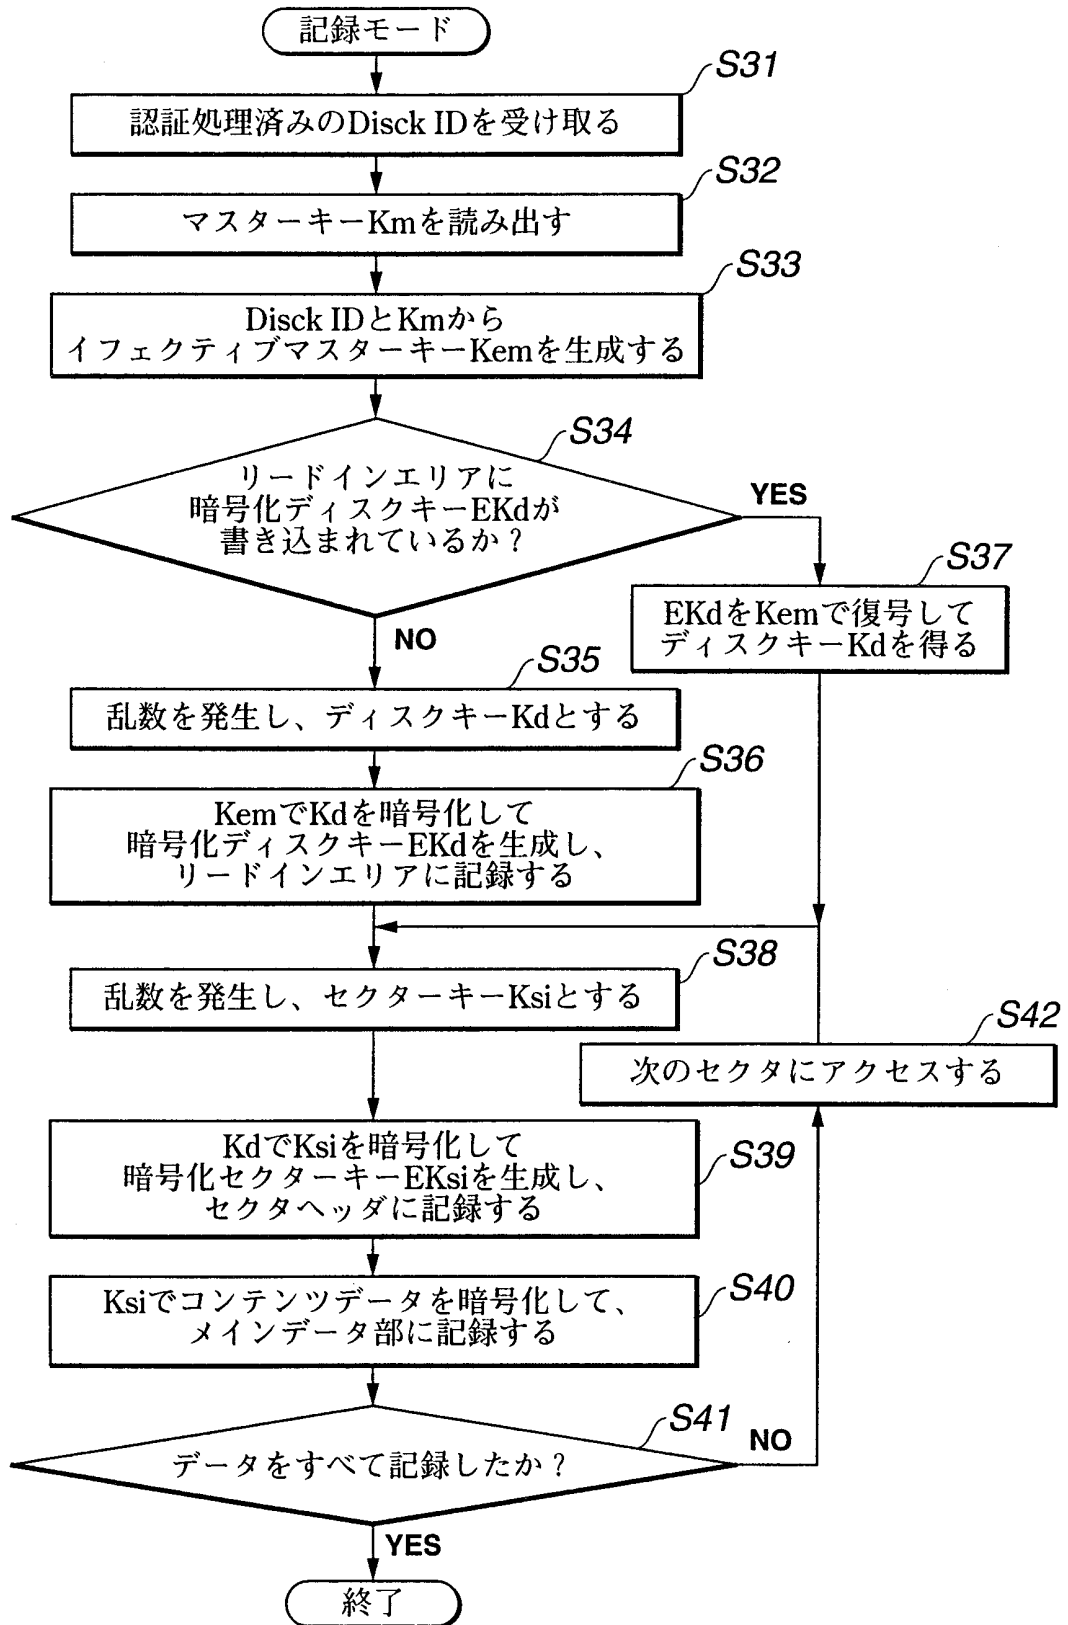 記録モード
S31
認証処理済みのDisck IDを受け取る
S32
マスターキーKmを読み出す
S33
Disck IDとKmから
イフェクティブマスターキーKemを生成する
S34
リードインエリアに
暗号化ディスクキーEKdが
書き込まれているか？
YES
NO
S37
EKdをKemで復号して
ディスクキーKdを得る
S35
乱数を発生し、ディスクキーKdとする
S36
KemでKdを暗号化して
暗号化ディスクキーEKdを生成し、
リードインエリアに記録する
S38
乱数を発生し、セクターキーKsiとする
S42
次のセクタにアクセスする
S39
KdでKsiを暗号化して
暗号化セクターキーEKsiを生成し、
セクタヘッダに記録する
S40
Ksiでコンテンツデータを暗号化して、
メインデータ部に記録する
S41
データをすべて記録したか？
NO
YES
終了